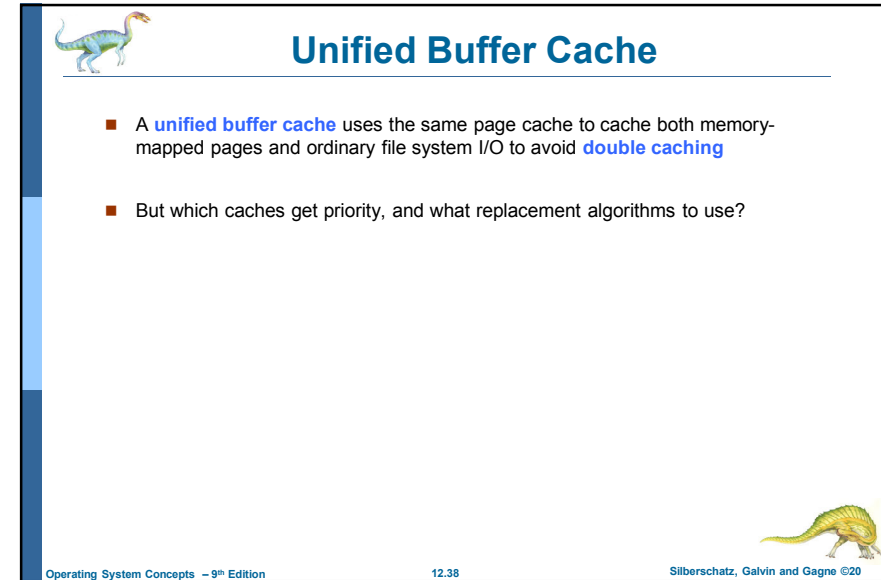 Unified Buffer Cache
A unified buffer cache uses the same page cache to cache both memory-
mapped pages and ordinary file system I/O to avoid double caching
But which caches get priority, and what replacement algorithms to use?
Operating System Concepts – 9th Edition
12.38
Silberschatz, Galvin and Gagne ©20